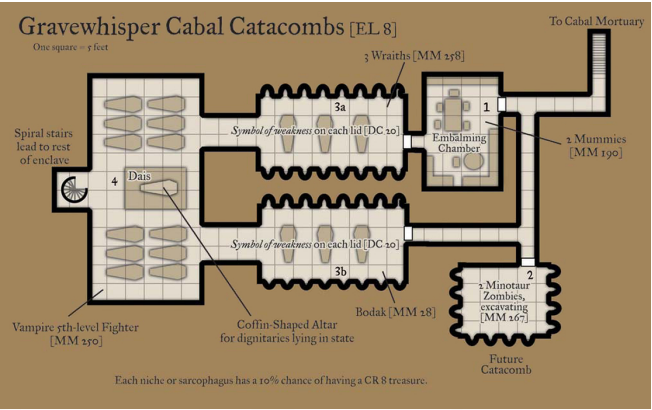 Gravewhisper Cabal Catacombs [EL 8]
One square = 5 feet
To Cabal Mortuary
3 Wraiths [MM 258]
3a
Symbol of weakness on each lid [DC 20]
1
Embalming
Chamber
2 Mummies
[MM 190]
Spiral stairs
lead to rest
of enclave
4
Dais
Symbol of weakness on each lid [DC 20]
3b
2
2 Minotaur
Zombies,
excavating
[MM 267]
Bodak [MM 28]
Vampire 5th-level Fighter
[MM 250]
Coffin-Shaped Altar
for dignitaries lying in state
Future
Catacomb
Each niche or sarcophagus has a 10% chance of having a CR 8 treasure.